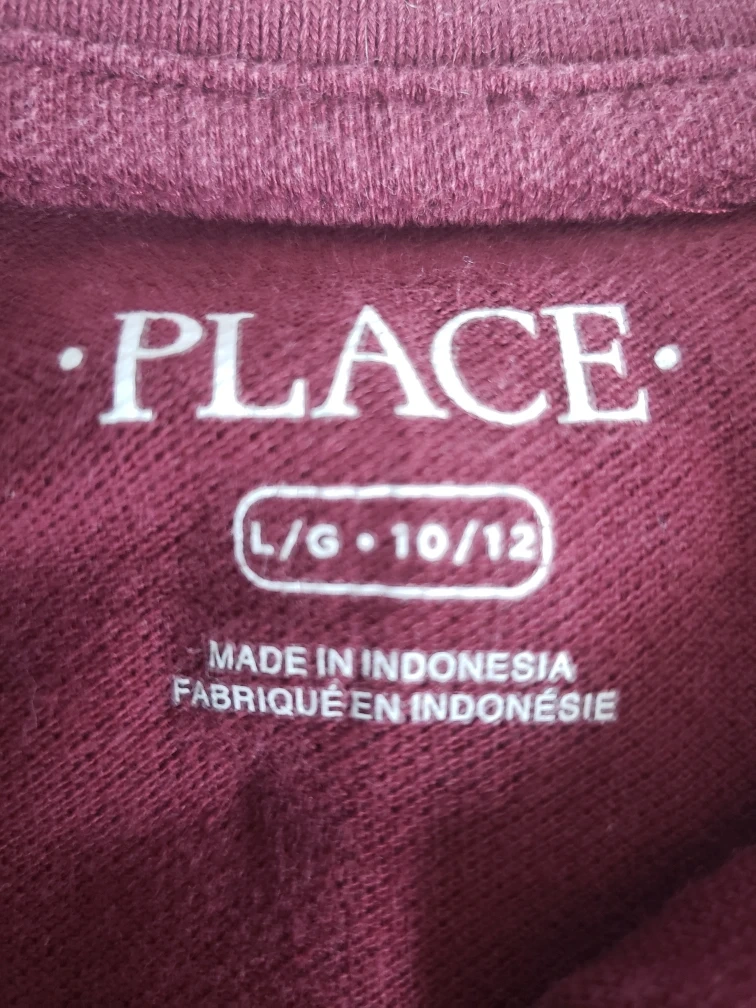 ·PLACE·
L/G • 10/12
MADE IN INDONESIA
FABRIQUÉ EN INDONÉSIE